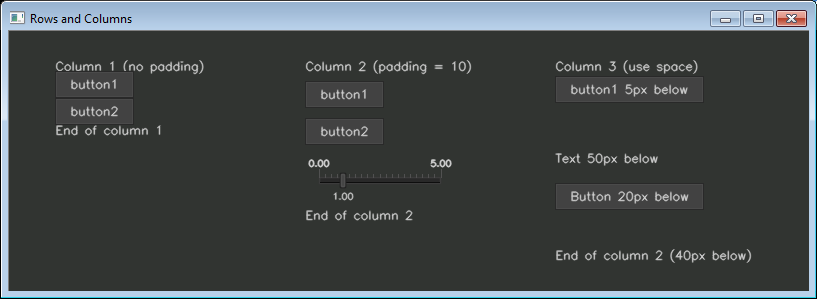 Rows and Columns
Column 1 (no padding)
button1
button2
End of column 1
Column 2 (padding = 10)
button1
button2
0.00 5.00
1.00
End of column 2
Column 3 (use space)
button1 5px below
Text 50px below
Button 20px below
End of column 2 (40px below)